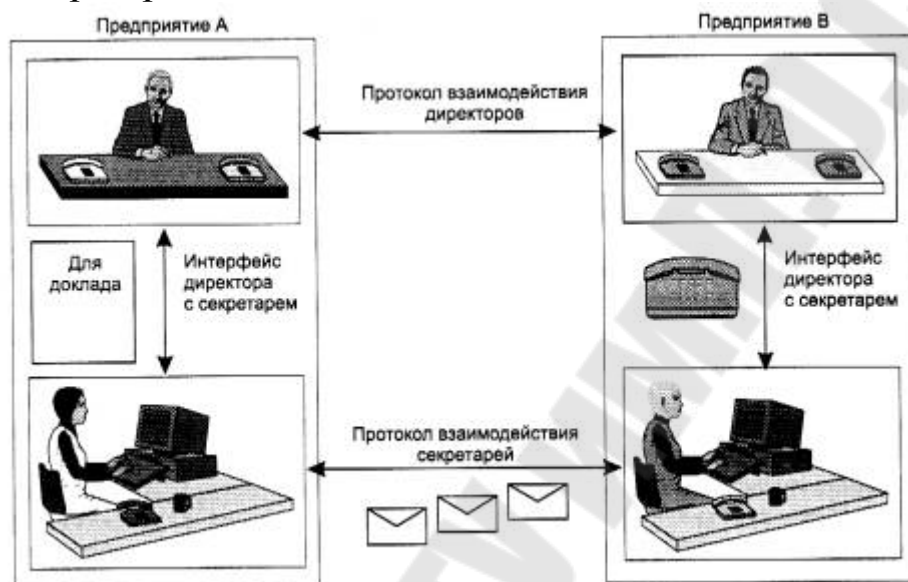 Предприятие А
Предприятие В
Протокол взаимодействия
директоров
Для
доклада
Интерфейс
директора
с секретарем
Интерфейс
директора
с секретарем
Протокол взаимодействия
секретарей